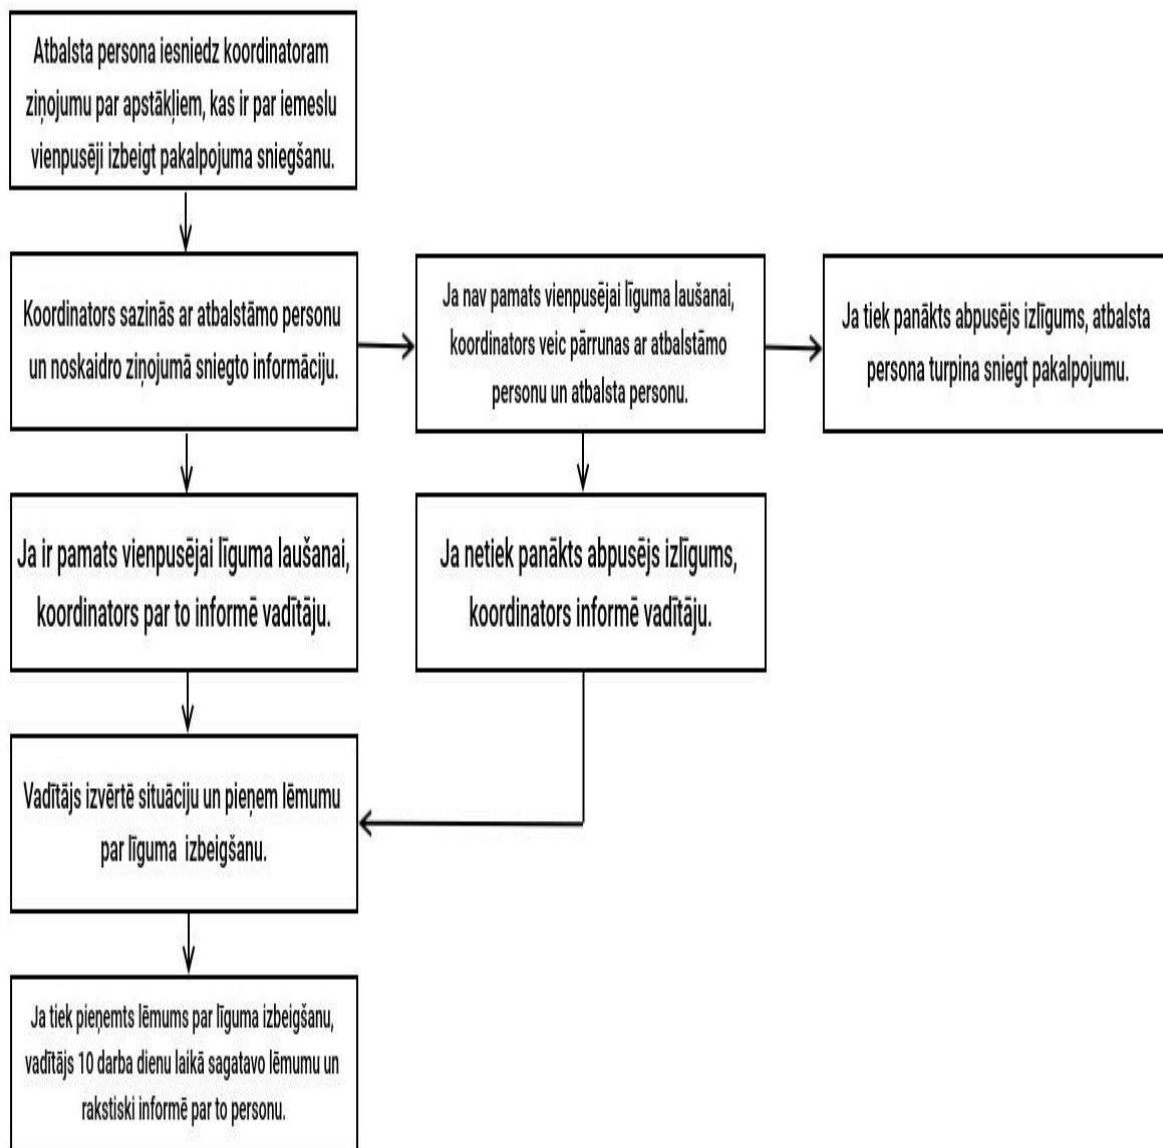 Atbalsta persona iesniedz koordinatoram
ziņojumu par apstākļiem, kas ir par iemeslu
vienpusēji izbeigt pakalpojuma sniegšanu.
Koordinators sazinās ar atbalstāmo personu
un noskaidro ziņojumā sniegto informāciju.
Ja nav pamats vienpusējai līguma laušanai,
koordinators veic pārrunas ar atbalstāmo
personu un atbalsta personu.
Ja tiek panākts abpusējs izlīgums, atbalsta
persona turpina sniegt pakalpojumu.
Ja ir pamats vienpusējai līguma laušanai,
koordinators par to informē vadītāju.
Ja netiek panākts abpusējs izlīgums,
koordinators informē vadītāju.
Vadītājs izvērtē situāciju un pieņem lēmumu
par līguma izbeigšanu.
Ja tiek pieņemts lēmums par līguma izbeigšanu,
vadītājs 10 darba dienu laikā sagatavo lēmumu un
rakstiski informē par to personu.